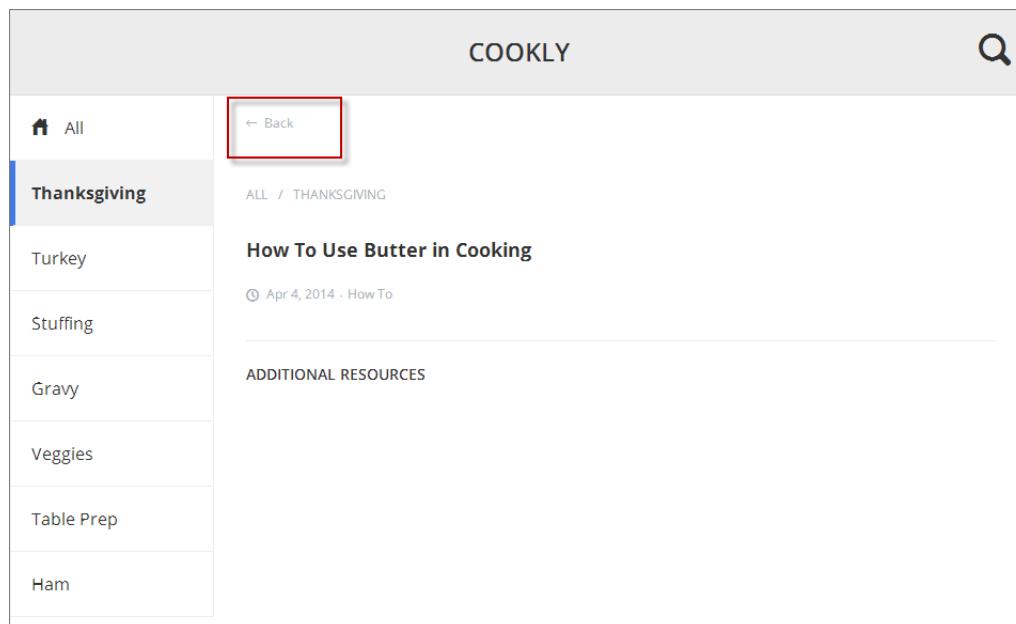 COOKLY
All
Thanksgiving
Turkey
Stuffing
Gravy
Veggies
Table Prep
Ham
← Back
ALL / THANKSGIVING
How To Use Butter in Cooking
Apr 4, 2014 . How To
ADDITIONAL RESOURCES